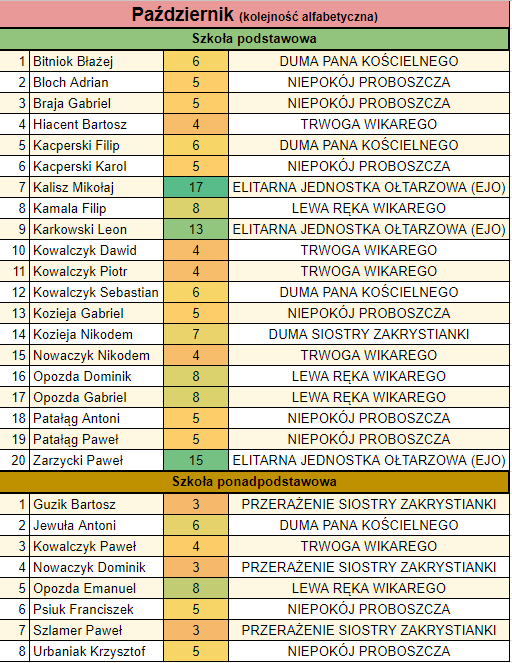 Październik (kolejność alfabetyczna)
Szkoła podstawowa
1 Bitniok Błażej 6 DUMA PANA KOŚCIELNEGO
2 Bloch Adrian 5 NIEPOKÓJ PROBOSZCZA
3 Braja Gabriel 5 NIEPOKÓJ PROBOSZCZA
4 Hiacent Bartosz 4 TRWOGA WIKAREGO
5 Kacperski Filip 6 DUMA PANA KOŚCIELNEGO
6 Kacperski Karol 5 NIEPOKÓJ PROBOSZCZA
7 Kalisz Mikołaj 17 ELITARNA JEDNOSTKA OŁTARZOWA (EJO)
8 Kamala Filip 8 LEWA RĘKA WIKAREGO
9 Karkowski Leon 13 ELITARNA JEDNOSTKA OŁTARZOWA (EJO)
10 Kowalczyk Dawid 4 TRWOGA WIKAREGO
11 Kowalczyk Piotr 4 TRWOGA WIKAREGO
12 Kowalczyk Sebastian 6 DUMA PANA KOŚCIELNEGO
13 Kozieja Gabriel 5 NIEPOKÓJ PROBOSZCZA
14 Kozieja Nikodem 7 DUMA SIOSTRY ZAKRYSTIANKI
15 Nowaczyk Nikodem 4 TRWOGA WIKAREGO
16 Opozda Dominik 8 LEWA RĘKA WIKAREGO
17 Opozda Gabriel 8 LEWA RĘKA WIKAREGO
18 Patałąg Antoni 5 NIEPOKÓJ PROBOSZCZA
19 Patałąg Paweł 5 NIEPOKÓJ PROBOSZCZA
20 Zarzycki Paweł 15 ELITARNA JEDNOSTKA OŁTARZOWA (EJO)
Szkoła ponadpodstawowa
1 Guzik Bartosz 3 PRZERAŻENIE SIOSTRY ZAKRYSTIANKI
2 Jewuła Antoni 6 DUMA PANA KOŚCIELNEGO
3 Kowalczyk Paweł 4 TRWOGA WIKAREGO
4 Nowaczyk Dominik 3 PRZERAŻENIE SIOSTRY ZAKRYSTIANKI
5 Opozda Emanuel 8 LEWA RĘKA WIKAREGO
6 Psiuk Franciszek 5 NIEPOKÓJ PROBOSZCZA
7 Szlamer Paweł 3 PRZERAŻENIE SIOSTRY ZAKRYSTIANKI
8 Urbaniak Krzysztof 5 NIEPOKÓJ PROBOSZCZA